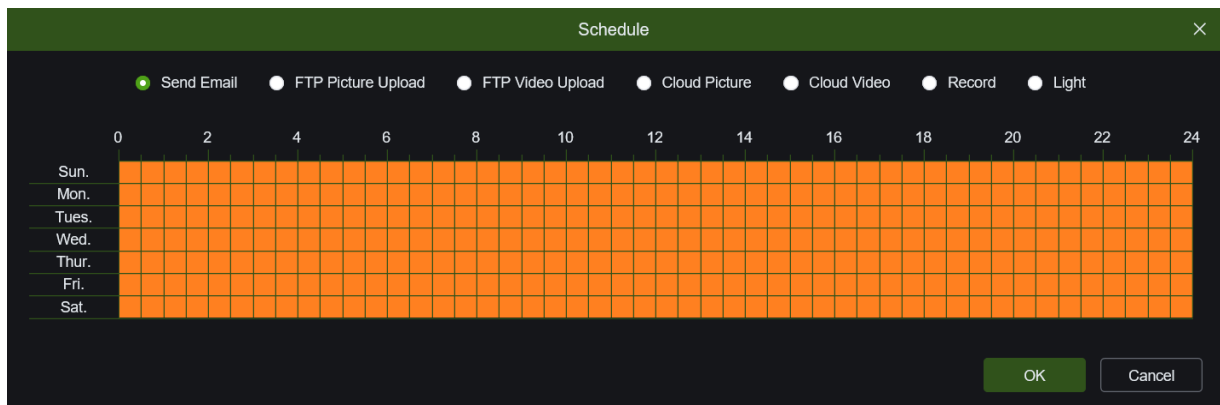 Schedule
Send Email FTP Picture Upload FTP Video Upload Cloud Picture Cloud Video Record Light
0 2 4 6 8 10 12 14 16 18 20 22 24
Sun.
Mon.
Tues.
Wed.
Thur.
Fri.
Sat.
OK Cancel